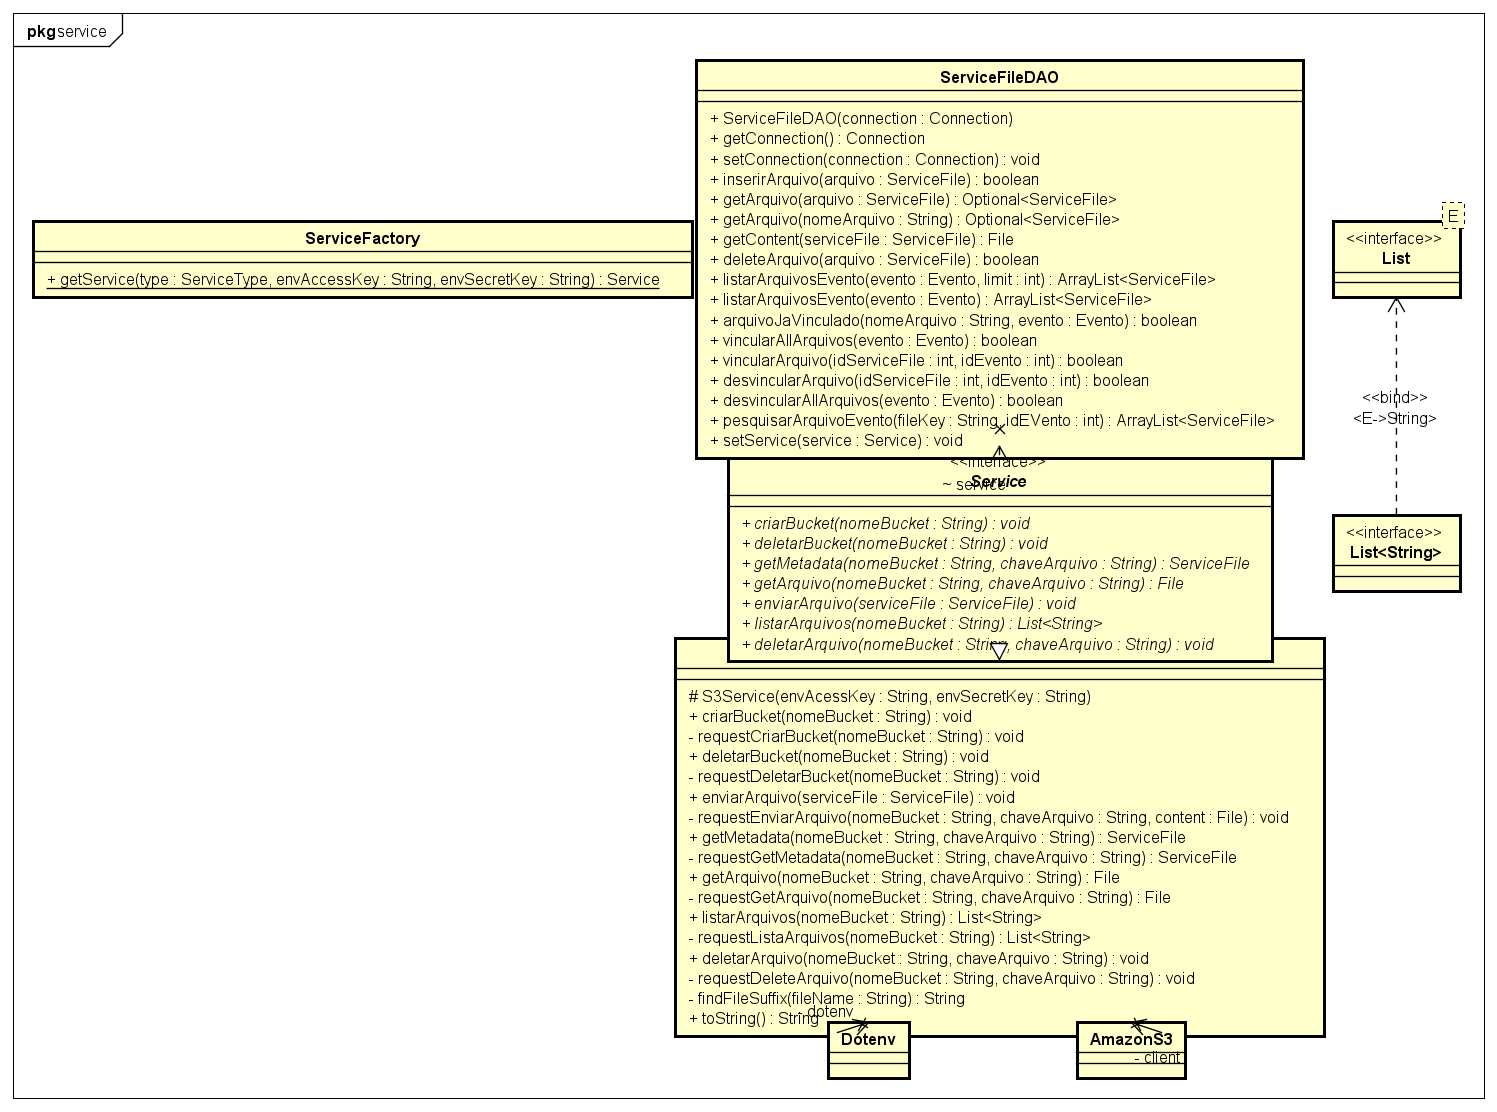 pkg service
ServiceFileDAO
+ ServiceFileDAO(connection : Connection)
+ getConnection() : Connection
+ setConnection(connection : Connection) : void
+ inserirArquivo(arquivo : ServiceFile) : boolean
+ getArquivo(arquivo : ServiceFile) : Optional<ServiceFile>
+ getArquivo(nomeArquivo : String) : Optional<ServiceFile>
+ getContent(serviceFile : ServiceFile) : File
+ deleteArquivo(arquivo : ServiceFile) : boolean
+ listarArquivosEvento(evento : Evento, limit : int) : ArrayList<ServiceFile>
+ listarArquivosEvento(evento : Evento) : ArrayList<ServiceFile>
+ arquivoJaVinculado(nomeArquivo : String, evento : Evento) : boolean
+ vincularAllArquivos(evento : Evento) : boolean
+ vincularArquivo(idServiceFile : int, idEvento : int) : boolean
+ desvincularArquivo(idServiceFile : int, idEvento : int) : boolean
+ desvincularAllArquivos(evento : Evento) : boolean
+ pesquisarArquivoEvento(fileKey : String, idEVento : int) : ArrayList<ServiceFile>
+ setService(service : Service) : void
ServiceFactory
+ getService(type : ServiceType, envAccessKey : String, envSecretKey : String) : Service
E
<<interface>>
List
<<bind>>
<E->String>
<<interface>>
List<String>
<<interface>>
Service
~ service
+ criarBucket(nomeBucket : String) : void
+ deletarBucket(nomeBucket : String) : void
+ getMetadata(nomeBucket : String, chaveArquivo : String) : ServiceFile
+ getArquivo(nomeBucket : String, chaveArquivo : String) : File
+ enviarArquivo(serviceFile : ServiceFile) : void
+ listarArquivos(nomeBucket : String) : List<String>
+ deletarArquivo(nomeBucket : String, chaveArquivo : String) : void
# S3Service(envAcessKey : String, envSecretKey : String)
+ criarBucket(nomeBucket : String) : void
- requestCriarBucket(nomeBucket : String) : void
+ deletarBucket(nomeBucket : String) : void
- requestDeletarBucket(nomeBucket : String) : void
+ enviarArquivo(serviceFile : ServiceFile) : void
- requestEnviarArquivo(nomeBucket : String, chaveArquivo : String, content : File) : void
+ getMetadata(nomeBucket : String, chaveArquivo : String) : ServiceFile
- requestGetMetadata(nomeBucket : String, chaveArquivo : String) : ServiceFile
+ getArquivo(nomeBucket : String, chaveArquivo : String) : File
- requestGetArquivo(nomeBucket : String, chaveArquivo : String) : File
+ listarArquivos(nomeBucket : String) : List<String>
- requestListaArquivos(nomeBucket : String) : List<String>
+ deletarArquivo(nomeBucket : String, chaveArquivo : String) : void
- requestDeleteArquivo(nomeBucket : String, chaveArquivo : String) : void
- findFileSuffix(fileName : String) : String
+ toString() : String
- dotenv
Dotenv
AmazonS3
- client